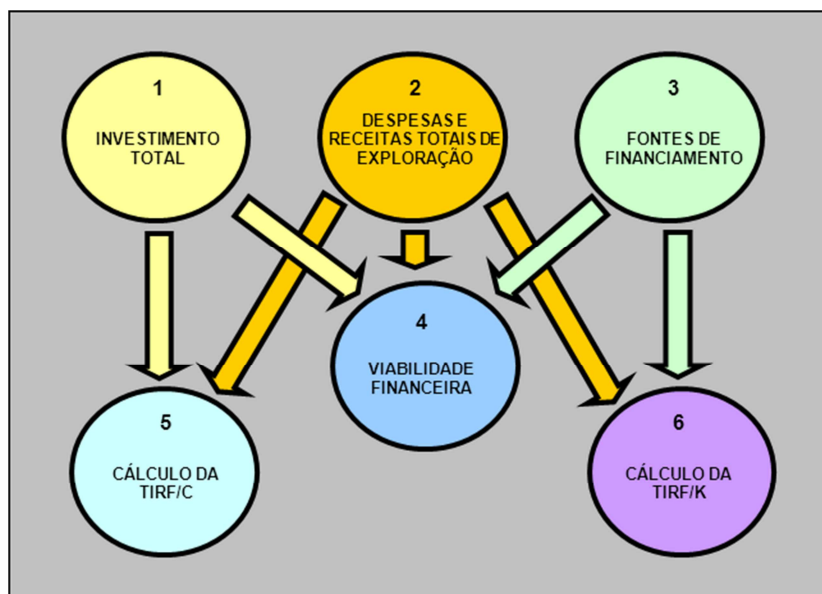 1
INVESTIMENTO
TOTAL
2
DESPESAS E
RECEITAS TOTAIS DE
EXPLORAÇÃO
3
FONTES DE
FINANCIAMENTO
4
VIABILIDADE
FINANCEIRA
5
CÁLCULO DA
TIRF/C
6
CÁLCULO DA
TIRF/K